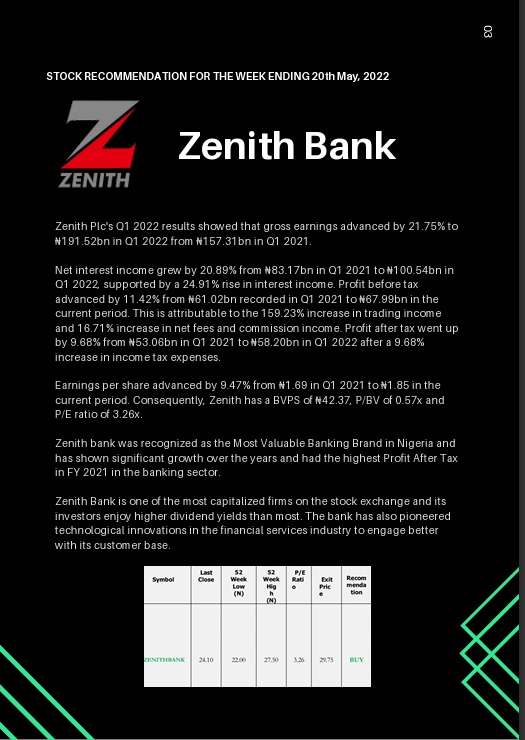 03
STOCK RECOMMENDATION FOR THE WEEK ENDING 20th May, 2022
ZENITH
Zenith Bank
Zenith Plc's Q1 2022 results showed that gross earnings advanced by 21.75% to
₦191.52bn in Q1 2022 from ₦157.31bn in Q1 2021.
Net interest income grew by 20.89% from ₦83.17bn in Q1 2021 to ₦100.54bn in
Q1 2022, supported by a 24.91% rise in interest income. Profit before tax
advanced by 11.42% from ₦61.02bn recorded in Q1 2021 to ₦67.99bn in the
current period. This is attributable to the 159.23% increase in trading income
and 16.71% increase in net fees and commission income. Profit after tax went up
by 9.68% from ₦53.06bn in Q1 2021 to ₦58.20bn in Q1 2022 after a 9.68%
increase in income tax expenses.
Earnings per share advanced by 9.47% from ₦1.69 in Q1 2021 to ₦1.85 in the
current period. Consequently, Zenith has a BVPS of ₦42.37, P/BV of 0.57x and
P/E ratio of 3.26x.
Zenith bank was recognized as the Most Valuable Banking Brand in Nigeria and
has shown significant growth over the years and had the highest Profit After Tax
in FY 2021 in the banking sector.
Zenith Bank is one of the most capitalized firms on the stock exchange and its
investors enjoy higher dividend yields than most. The bank has also pioneered
technological innovations in the financial services industry to engage better
with its customer base.
Symbol Last Close 52 Week Low (N) 52 Week Hig h (N) P/E Rati o Exit Pric e Recom menda tion
ZENITHBANK 24.10 22.00 27.50 3.26 29.75 BUY